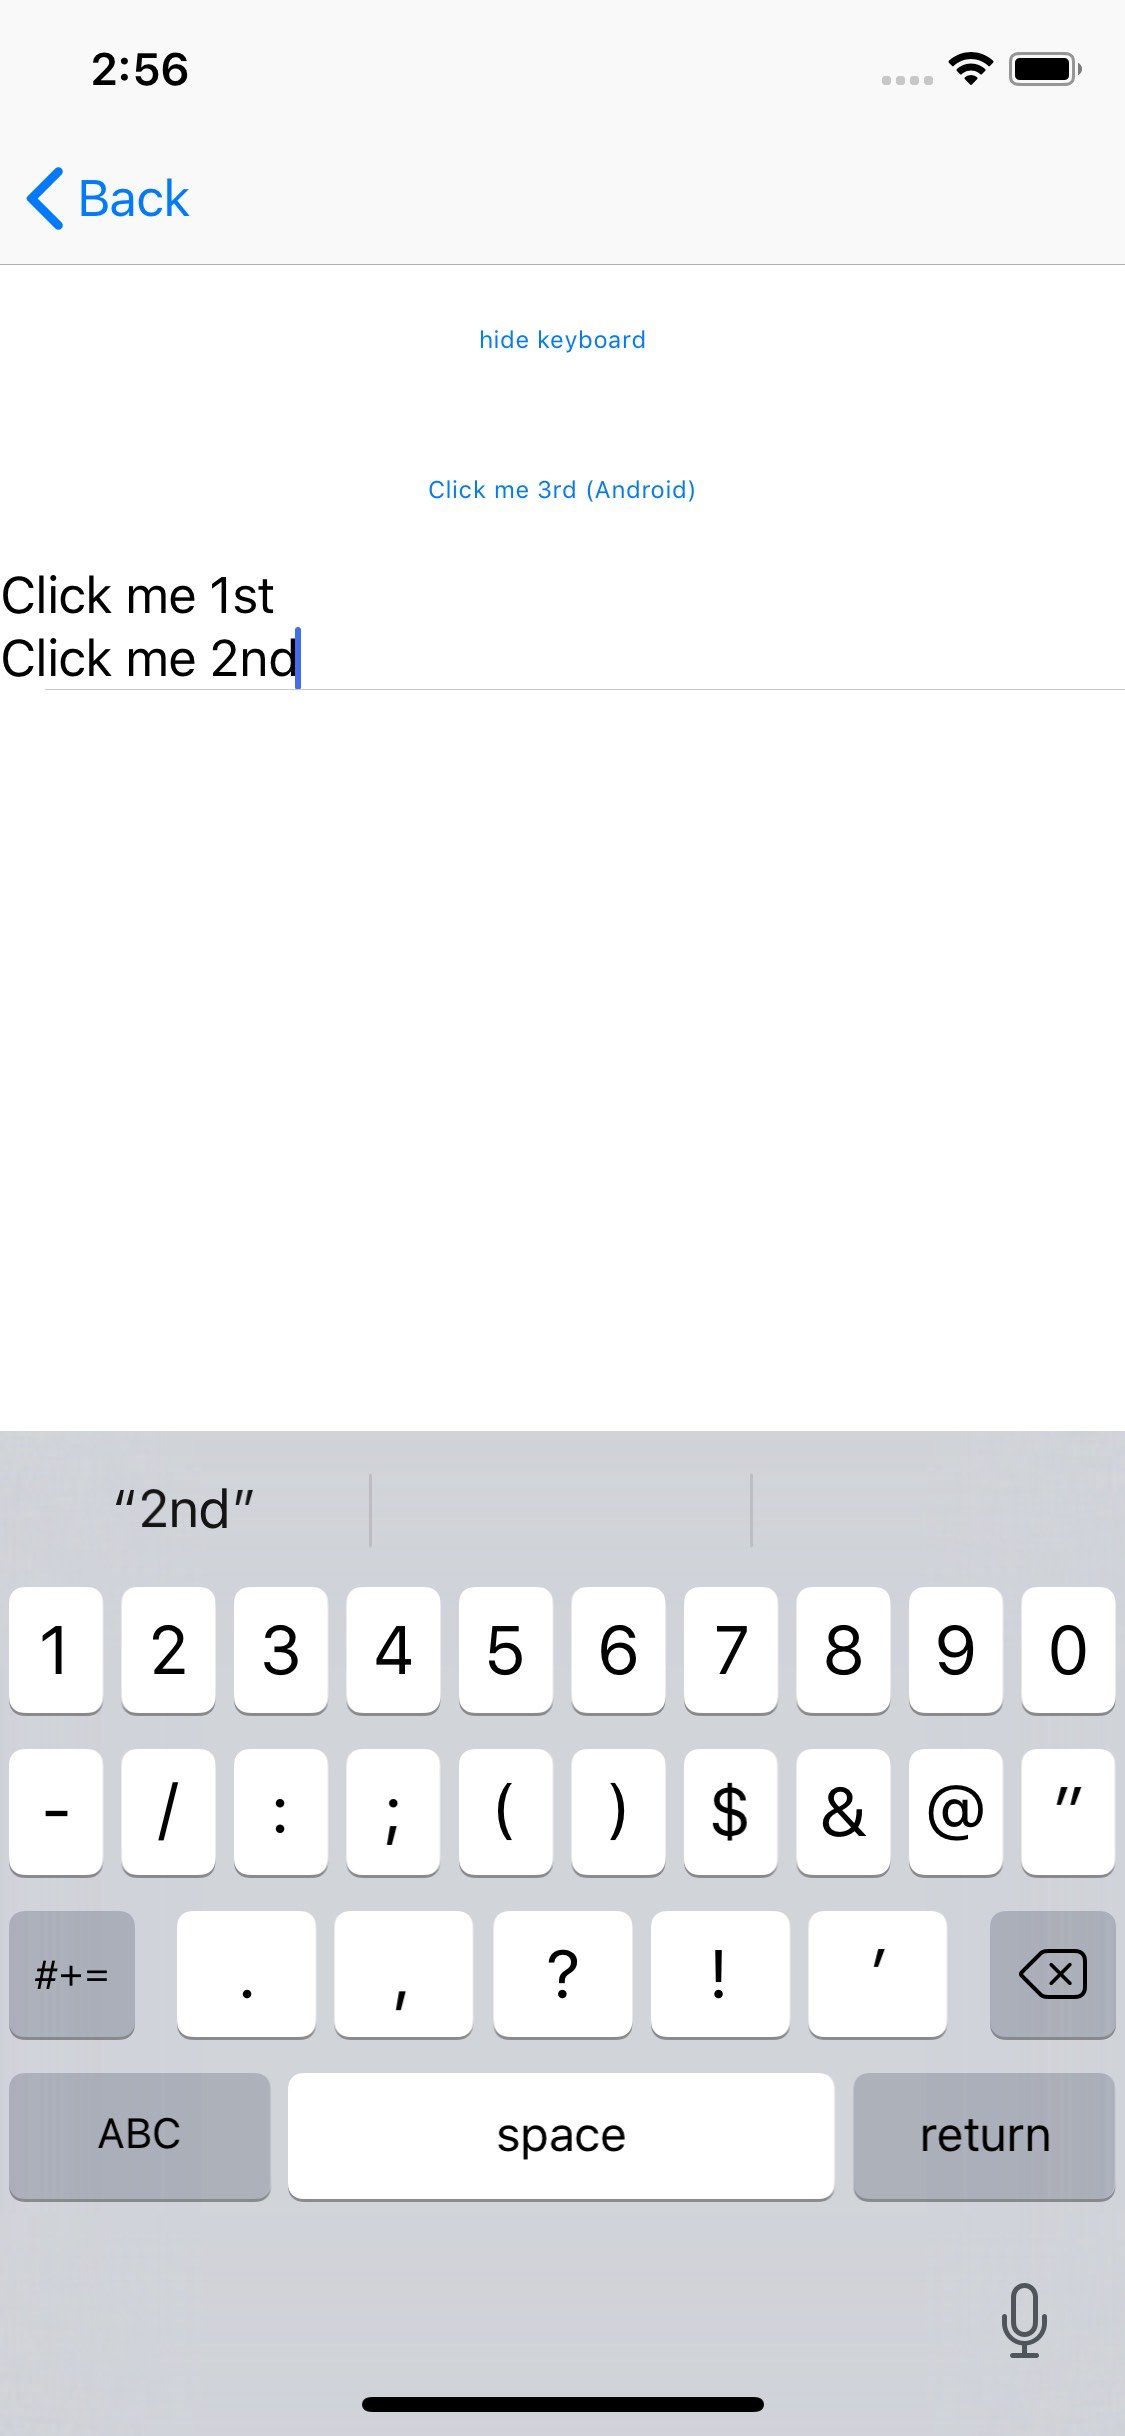 2:56
Back
hide keyboard
Click me 3rd (Android)
Click me 1st
Click me 2nd
“2nd”
1 2 3 4 5 6 7 8 9 0
- / : ; ( ) $ & @ "
#+= . , ? ! '
ABC space return